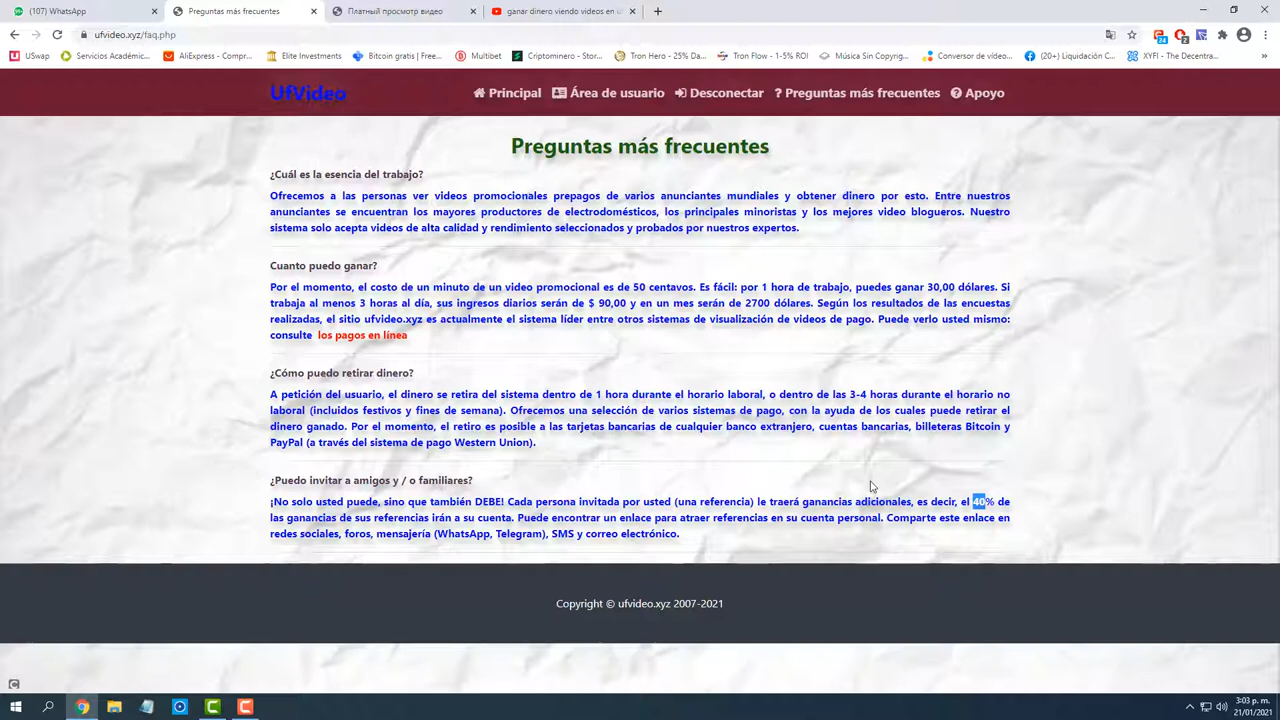 (107) WhatsApp
Preguntas más frecuentes
Платный просмотр видео
ganar dinero viendo videos en u
ufvideo.xyz/faq.php
24
2
USwap
Servicios Académic...
AliExpress - Compr...
Elite Investments
Bitcoin gratis | Free...
Multibet
Criptominero - Stor...
Tron Hero - 25% Da...
Tron Flow - 1-5% ROI
Música Sin Copyrig...
Conversor de vídeo...
(20+) Liquidación C...
XYFI - The Decentra...
»
UfVideo
Principal
Área de usuario
Desconectar
? Preguntas más frecuentes
Apoyo
Preguntas más frecuentes
¿Cuál es la esencia del trabajo?
Ofrecemos a las personas ver videos promocionales prepagos de varios anunciantes mundiales y obtener dinero por esto. Entre nuestros
anunciantes se encuentran los mayores productores de electrodomésticos, los principales minoristas y los mejores video blogueros. Nuestro
sistema solo acepta videos de alta calidad y rendimiento seleccionados y probados por nuestros expertos.
Cuanto puedo ganar?
Por el momento, el costo de un minuto de un video promocional es de 50 centavos. Es fácil: por 1 hora de trabajo, puedes ganar 30,00 dólares. Si
trabaja al menos 3 horas al día, sus ingresos diarios serán de $ 90,00 y en un mes serán de 2700 dólares. Según los resultados de las encuestas
realizadas, el sitio ufvideo.xyz es actualmente el sistema líder entre otros sistemas de visualización de videos de pago. Puede verlo usted mismo:
consulte los pagos en línea
¿Cómo puedo retirar dinero?
A petición del usuario, el dinero se retira del sistema dentro de 1 hora durante el horario laboral, o dentro de las 3-4 horas durante el horario no
laboral (incluidos festivos y fines de semana). Ofrecemos una selección de varios sistemas de pago, con la ayuda de los cuales puede retirar el
dinero ganado. Por el momento, el retiro es posible a las tarjetas bancarias de cualquier banco extranjero, cuentas bancarias, billeteras Bitcoin y
PayPal (a través del sistema de pago Western Union).
¿Puedo invitar a amigos y / o familiares?
¡No solo usted puede, sino que también DEBE! Cada persona invitada por usted (una referencia) le traerá ganancias adicionales, es decir, el 40% de
las ganancias de sus referencias irán a su cuenta. Puede encontrar un enlace para atraer referencias en su cuenta personal. Comparte este enlace en
redes sociales, foros, mensajería (WhatsApp, Telegram), SMS y correo electrónico.
Copyright © ufvideo.xyz 2007-2021
3:03 p. m.
21/01/2021